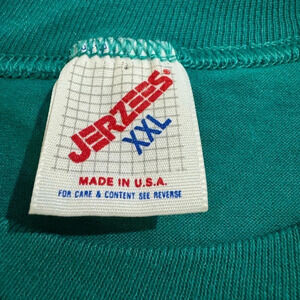 JERZEES
XXL
MADE IN U.S.A.
FOR CARE & CONTENT SEE REVERSE